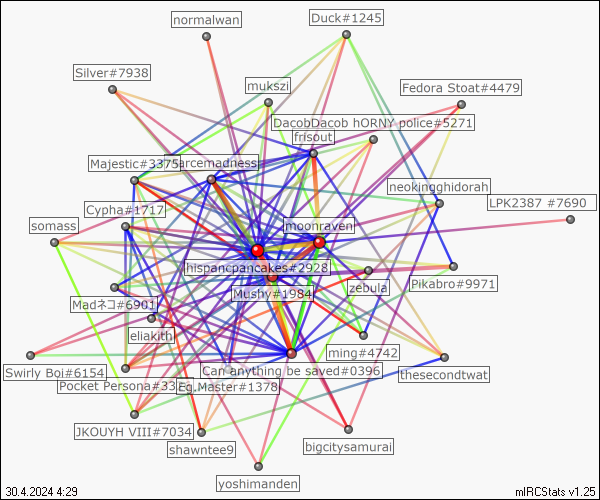 normalwan
Duck#1245
Silver#7938
mukszi
Fedora Stoat#4479
DacobDacob hORNY police#5271
frisout
Majestic#3375
arcemadness
neokingghidorah
LPK2387 #7690
Cypha#1717
moonraven
somass
hispancpancakes#2928
Mushy#1984
zebula
Pikabro#9971
Madネコ#6901
eliakith
ming#4742
thesecondtwat
Swirly Boi#6154
Pocket Persona#33
Can anything be saved#0396
Eq.Master#1378
JKOUYH VIII#7034
shawntee9
bigcitysamurai
yoshimanden
30.4.2024 4:29
mIRCStats v1.25